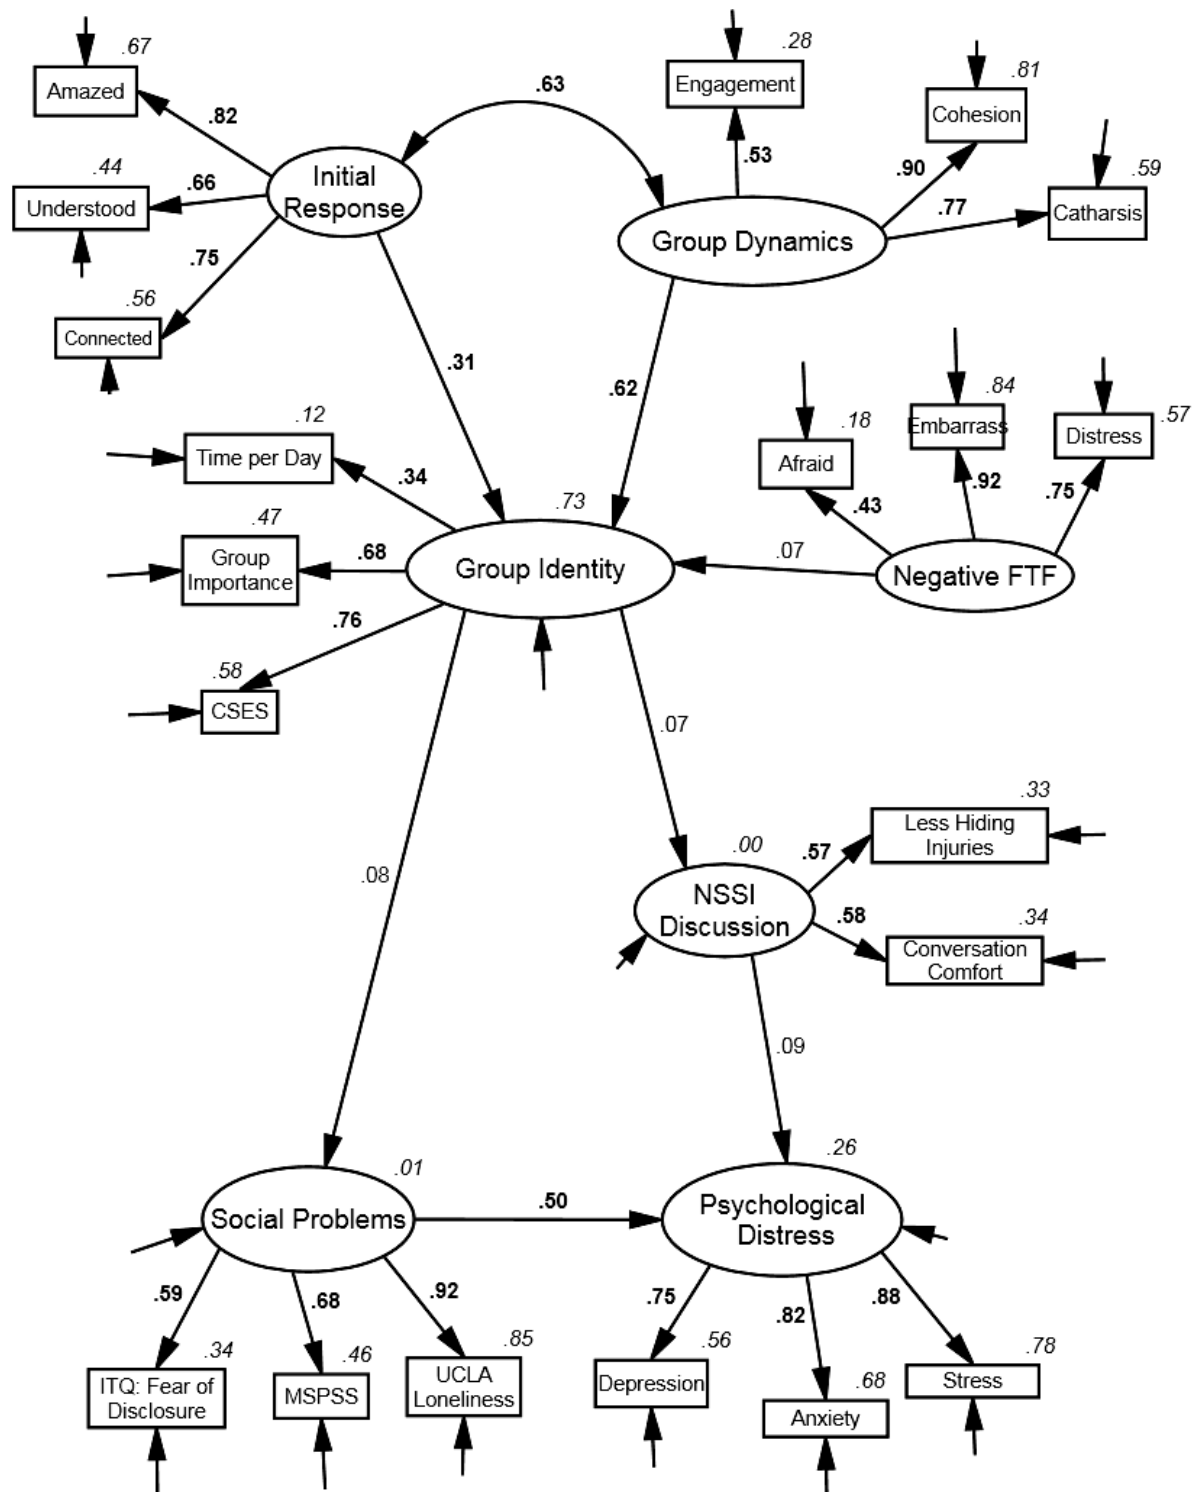 .67
Amazed
.82
.44
Understood
.66
.75
.56
Connected
Initial
Response
.63
.28
Engagement
.53
.81
Cohesion
.90
.59
Catharsis
.77
Group Dynamics
.31
.62
.12
Time per Day
.34
.47
Group
Importance
.68
.76
.58
CSES
.73
Group Identity
.07
.18
Afraid
.43
.84
Embarrass
.92
.57
Distress
.75
Negative FTF
.08
.07
.00
NSSI
Discussion
.57
.33
Less Hiding
Injuries
.58
.34
Conversation
Comfort
.09
.01
Social Problems
.50
.26
Psychological
Distress
.59
.34
ITQ: Fear of
Disclosure
.68
.46
MSPSS
.92
.85
UCLA
Loneliness
.75
.56
Depression
.82
.68
Anxiety
.88
.78
Stress